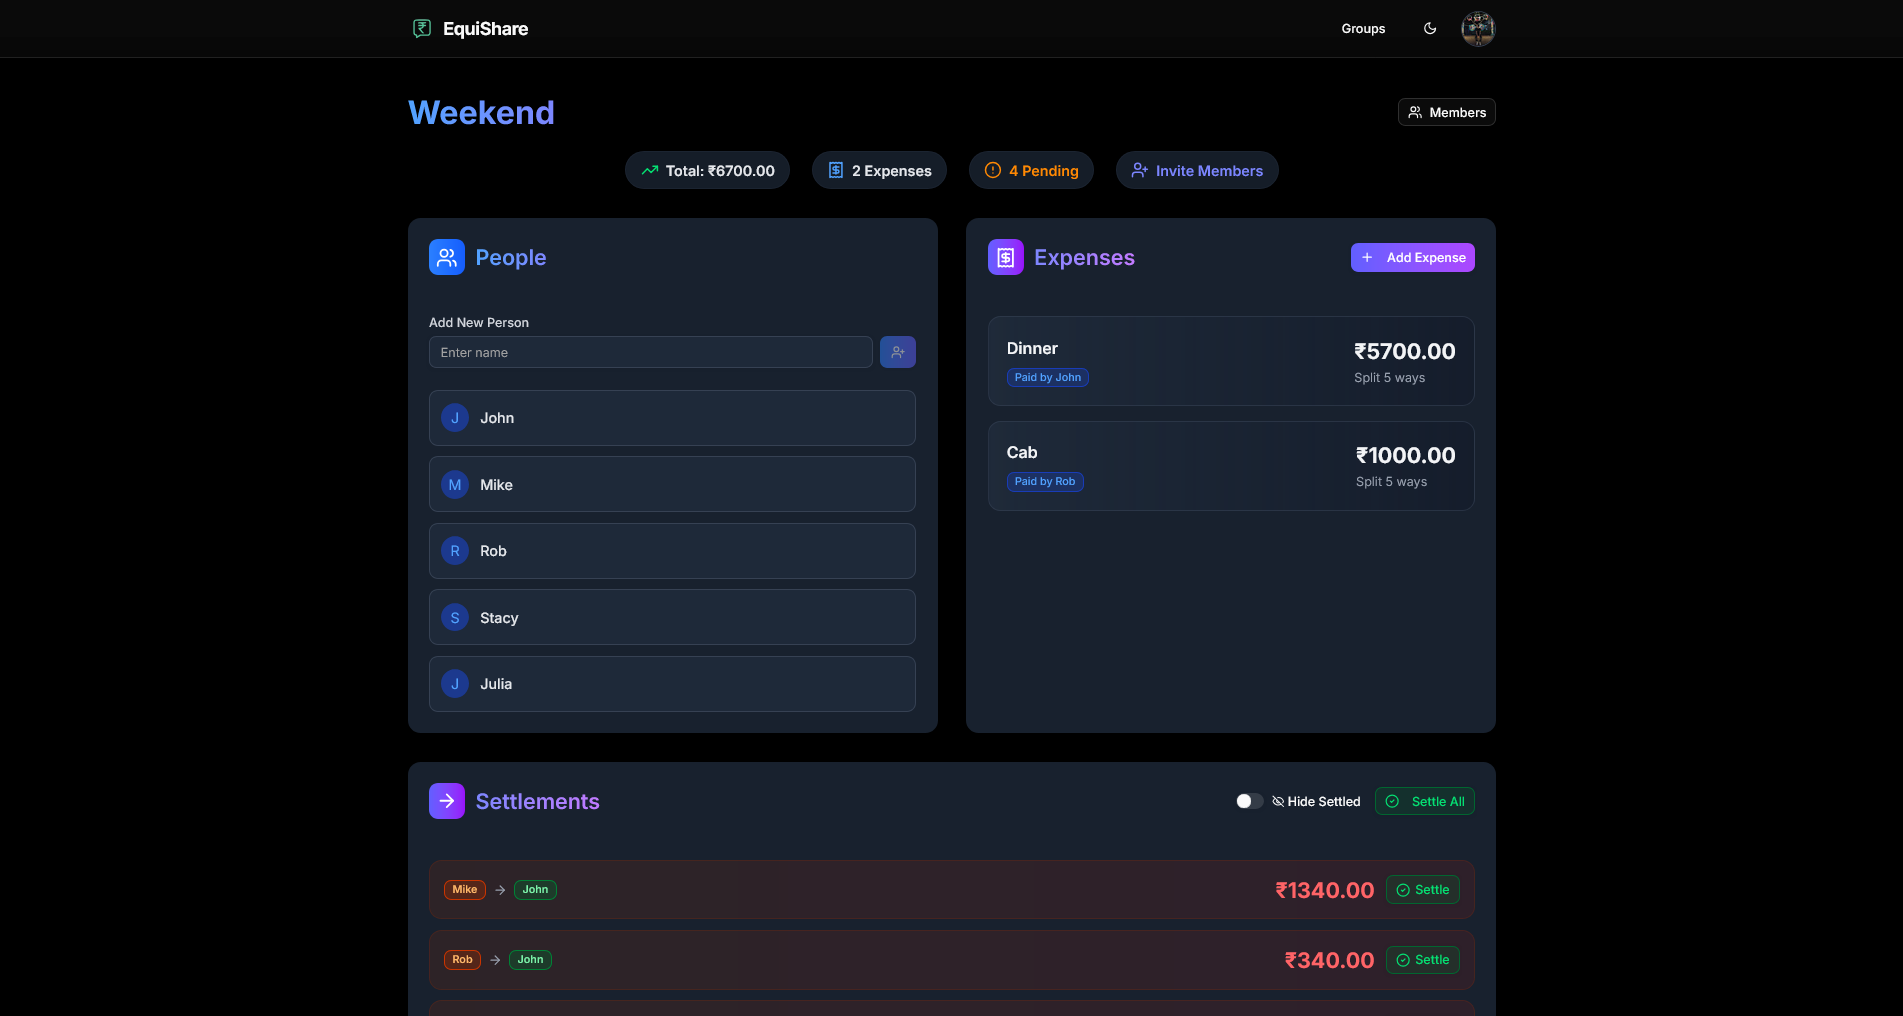 EquiShare
Groups
Weekend
Members
Total: ₹6700.00
2 Expenses
4 Pending
Invite Members
People
Add New Person
Enter name
J John
M Mike
R Rob
S Stacy
J Julia
Expenses
+ Add Expense
Dinner
₹5700.00
Paid by John
Split 5 ways
Cab
₹1000.00
Paid by Rob
Split 5 ways
Settlements
Hide Settled
Settle All
Mike → John ₹1340.00 Settle
Rob → John ₹340.00 Settle